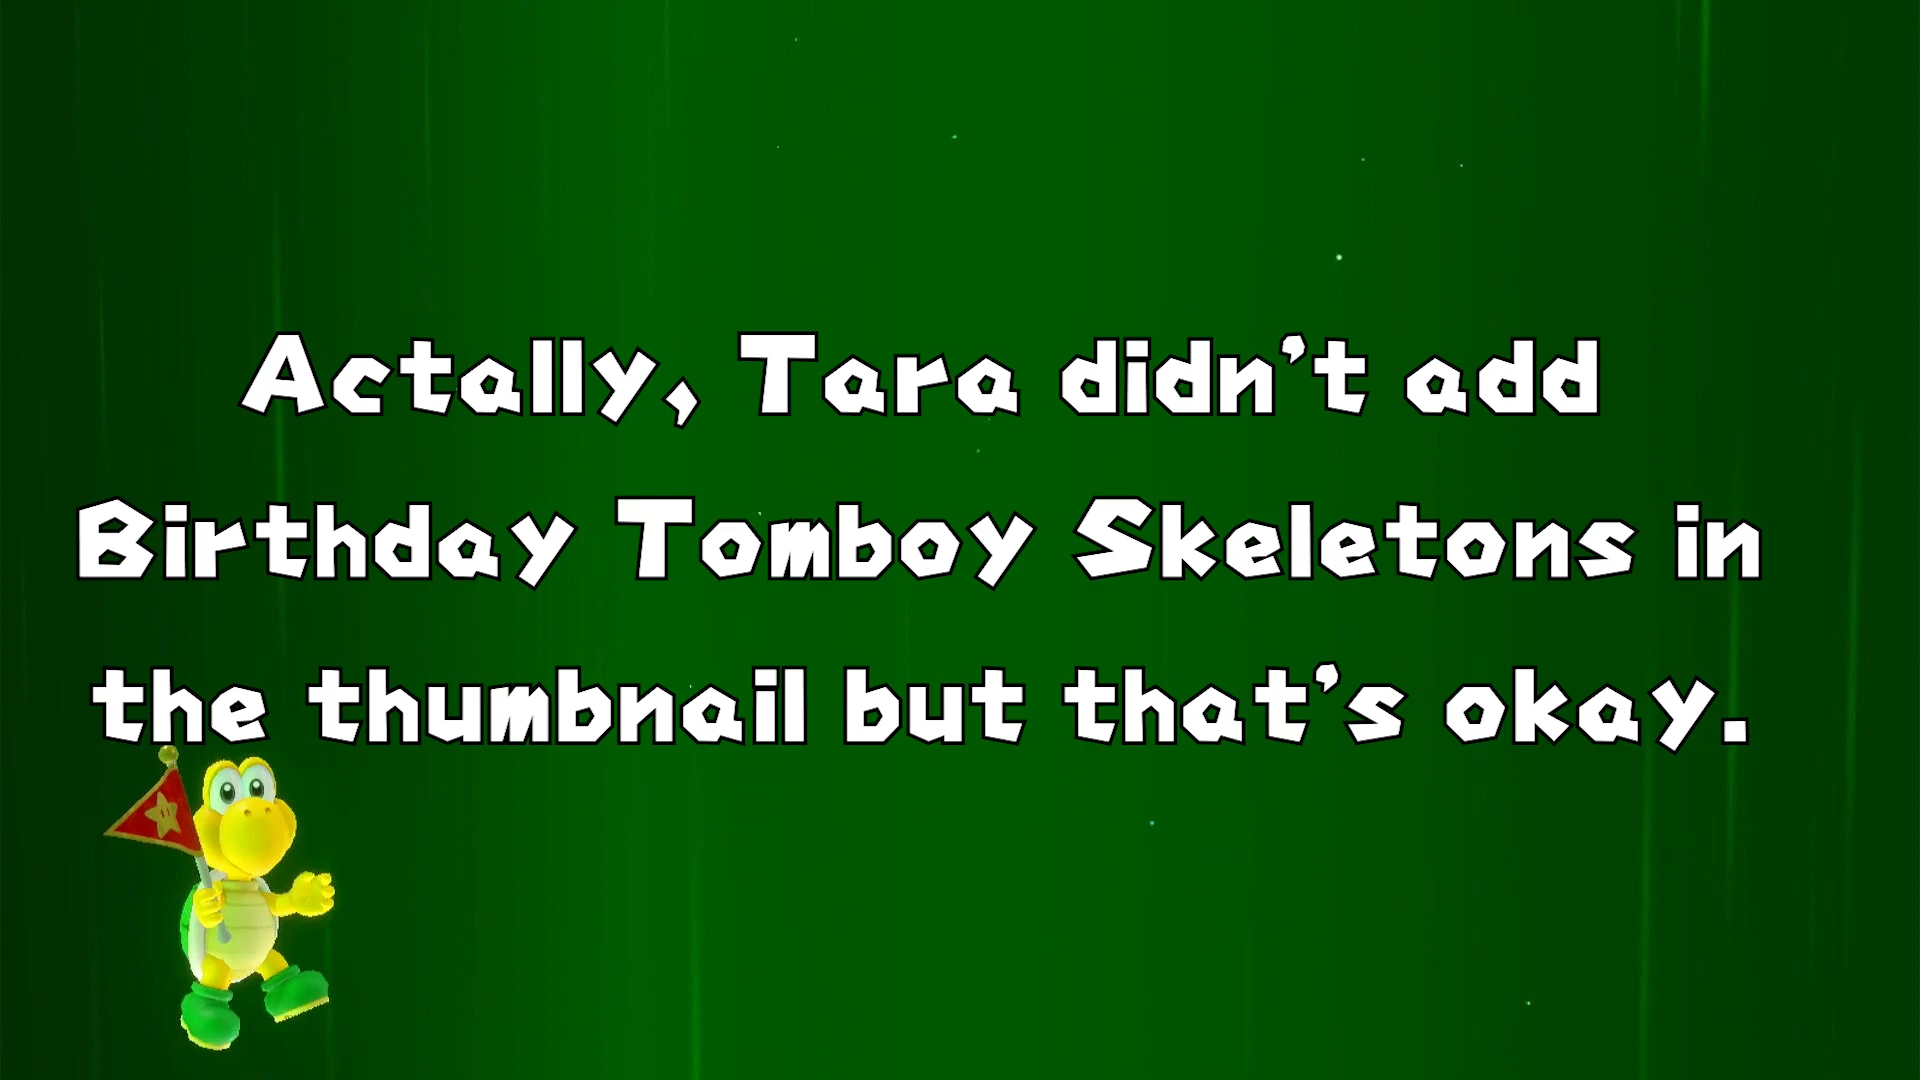 Actally, Tara didn't add
Birthday Tomboy Skeletons in
the thumbnail but that's okay.